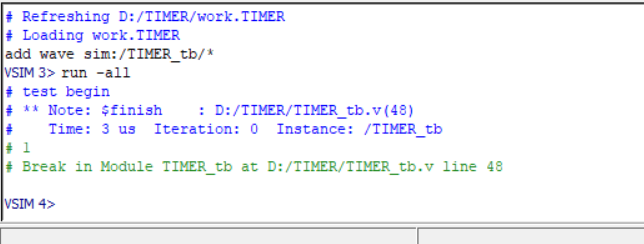 # Refreshing D:/TIMER/work.TIMER
# Loading work.TIMER
add wave sim:/TIMER_tb/*
VSIM 3> run -all
# test begin
# ** Note: $finish    : D:/TIMER/TIMER_tb.v(48)
#    Time: 3 us  Iteration: 0  Instance: /TIMER_tb
# 1
# Break in Module TIMER_tb at D:/TIMER/TIMER_tb.v line 48
VSIM 4>